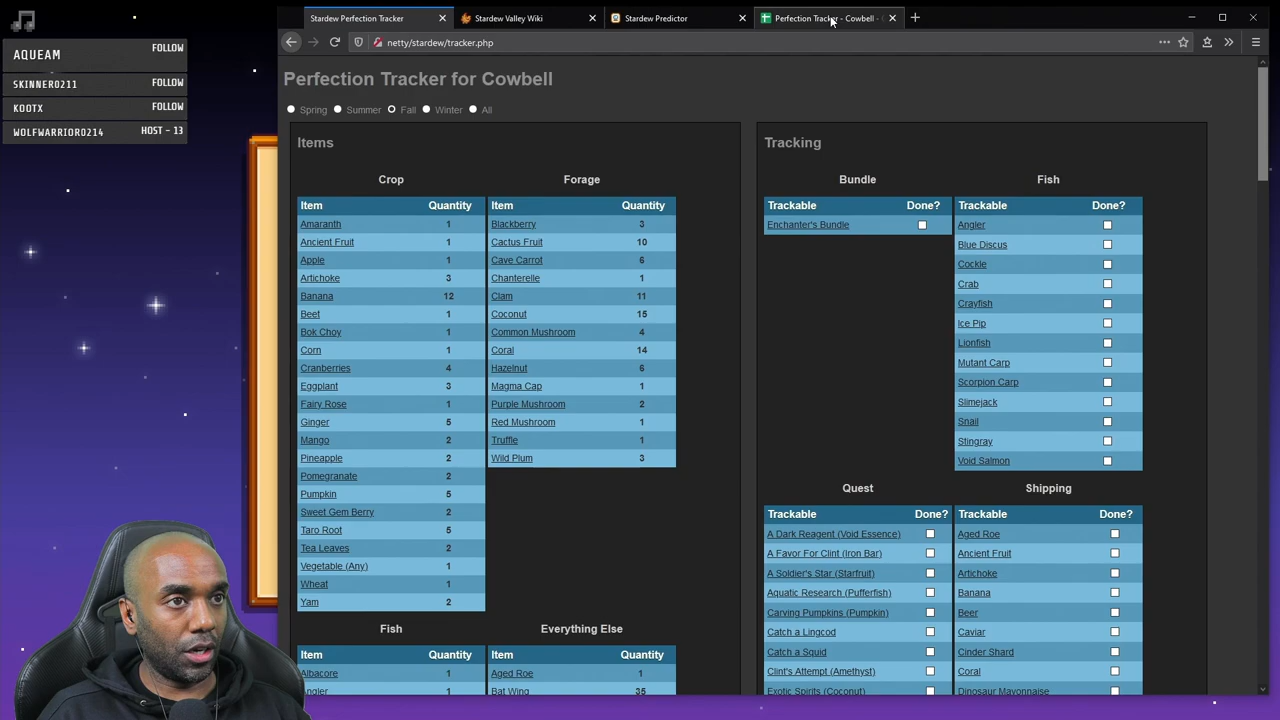 AQUEAM FOLLOW
SKINNER0211 FOLLOW
KOOTX FOLLOW
WOLFWARRIOR0214 HOST – 13
Stardew Perfection Tracker
Stardew Valley Wiki
Stardew Predictor
Perfection Tracker - Cowbell -
netty/stardew/tracker.php
Perfection Tracker for Cowbell
Spring Summer Fall Winter All
Items
Crop
Item Quantity
Amaranth 1
Ancient Fruit 1
Apple 1
Artichoke 3
Banana 12
Beet 1
Bok Choy 1
Corn 1
Cranberries 4
Eggplant 3
Fairy Rose 1
Ginger 5
Mango 2
Pineapple 2
Pomegranate 2
Pumpkin 5
Sweet Gem Berry 2
Taro Root 5
Tea Leaves 2
Vegetable (Any) 1
Wheat 1
Yam 2
Forage
Item Quantity
Blackberry 3
Cactus Fruit 10
Cave Carrot 6
Chanterelle 1
Clam 11
Coconut 15
Common Mushroom 4
Coral 14
Hazelnut 6
Magma Cap 1
Purple Mushroom 2
Red Mushroom 1
Truffle 1
Wild Plum 3
Fish
Item Quantity
Albacore 1
Angler 1
Everything Else
Item Quantity
Aged Roe 1
Bat Wing 35
Tracking
Bundle
Trackable Done?
Enchanter's Bundle
Fish
Trackable Done?
Angler
Blue Discus
Cockle
Crab
Crayfish
Ice Pip
Lionfish
Mutant Carp
Scorpion Carp
Slimejack
Snail
Stingray
Void Salmon
Quest
Trackable Done?
A Dark Reagent (Void Essence)
A Favor For Clint (Iron Bar)
A Soldier's Star (Starfruit)
Aquatic Research (Pufferfish)
Carving Pumpkins (Pumpkin)
Catch a Lingcod
Catch a Squid
Clint's Attempt (Amethyst)
Exotic Spirits (Coconut)
Shipping
Trackable Done?
Aged Roe
Ancient Fruit
Artichoke
Banana
Beer
Caviar
Cinder Shard
Coral
Dinosaur Mayonnaise